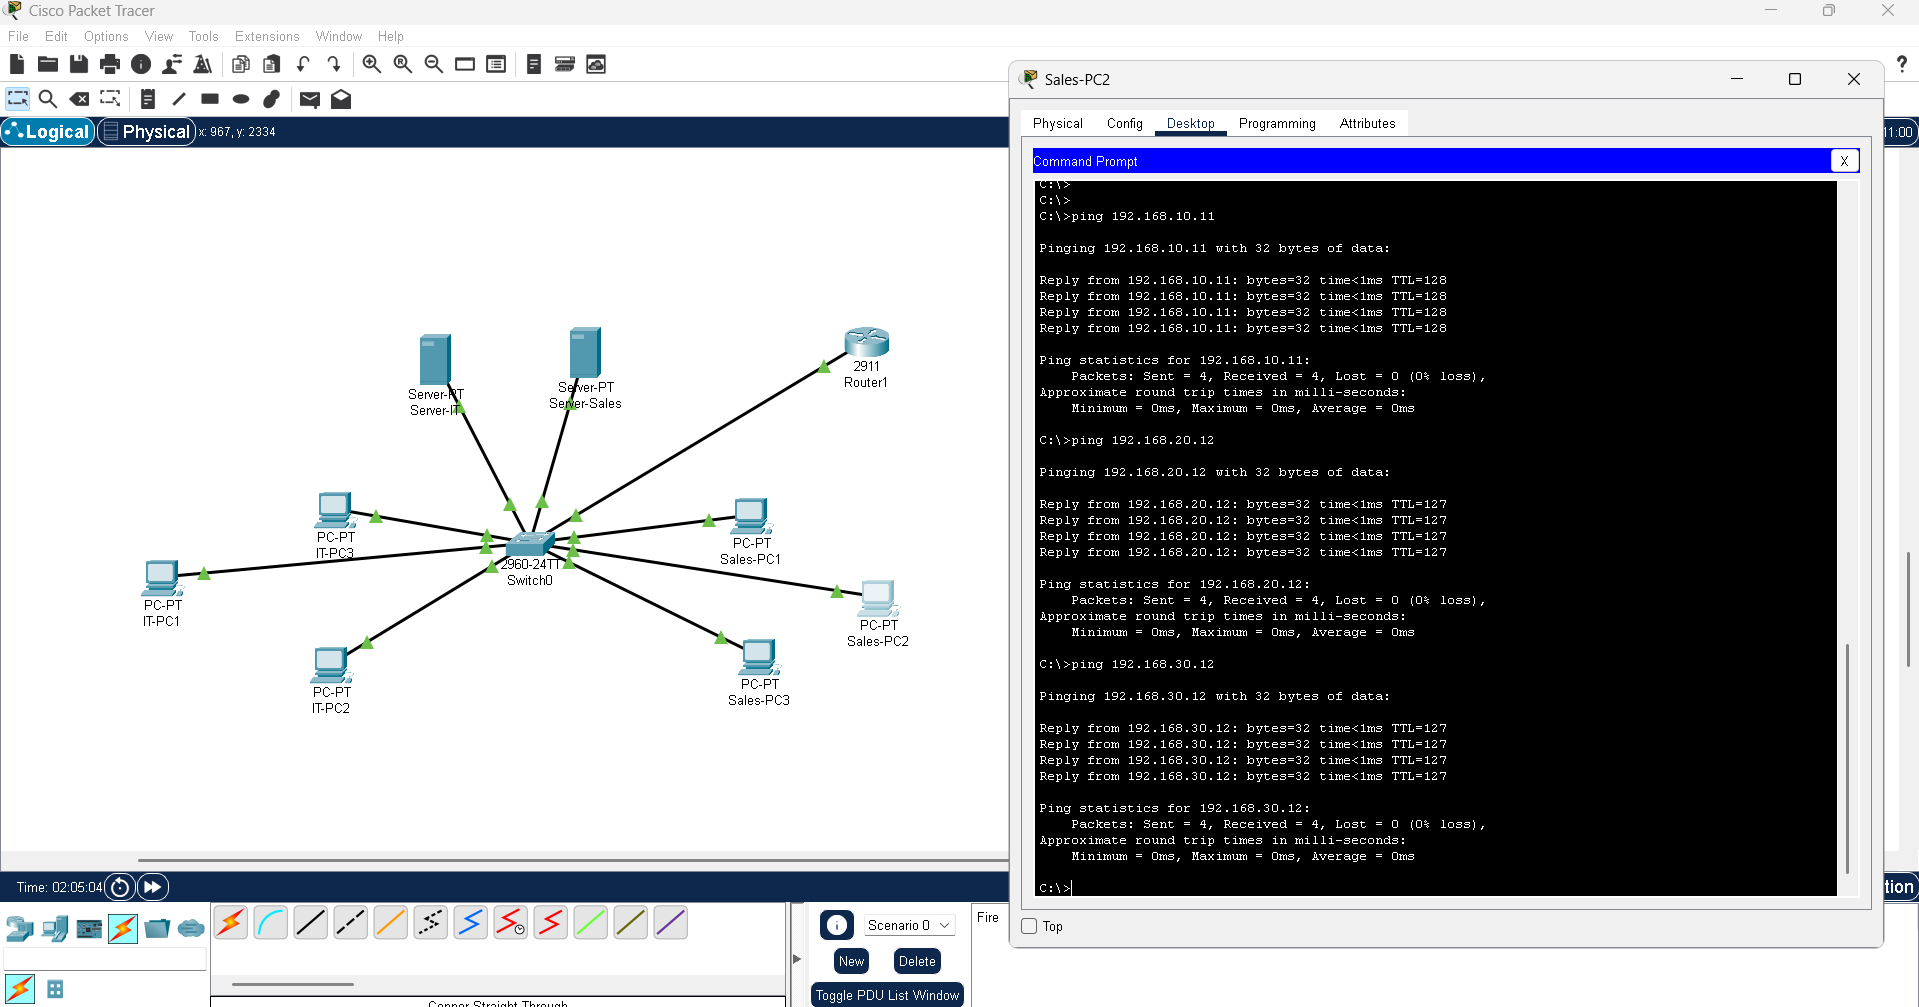 Cisco Packet Tracer
File Edit Options View Tools Extensions Window Help
Logical Physical x: 967, y: 2334
11:00
Server-PT
Server-IT
Server-PT
Server-Sales
2911
Router1
PC-PT
IT-PC3
PC-PT
IT-PC1
PC-PT
IT-PC2
2960-24TT
Switch0
PC-PT
Sales-PC1
PC-PT
Sales-PC2
PC-PT
Sales-PC3
Sales-PC2
Physical Config Desktop Programming Attributes
Command Prompt X
C:\>
C:\>
C:\>ping 192.168.10.11
Pinging 192.168.10.11 with 32 bytes of data:
Reply from 192.168.10.11: bytes=32 time<1ms TTL=128
Reply from 192.168.10.11: bytes=32 time<1ms TTL=128
Reply from 192.168.10.11: bytes=32 time<1ms TTL=128
Reply from 192.168.10.11: bytes=32 time<1ms TTL=128
Ping statistics for 192.168.10.11:
Packets: Sent = 4, Received = 4, Lost = 0 (0% loss),
Approximate round trip times in milli-seconds:
Minimum = 0ms, Maximum = 0ms, Average = 0ms
C:\>ping 192.168.20.12
Pinging 192.168.20.12 with 32 bytes of data:
Reply from 192.168.20.12: bytes=32 time<1ms TTL=127
Reply from 192.168.20.12: bytes=32 time<1ms TTL=127
Reply from 192.168.20.12: bytes=32 time<1ms TTL=127
Reply from 192.168.20.12: bytes=32 time<1ms TTL=127
Ping statistics for 192.168.20.12:
Packets: Sent = 4, Received = 4, Lost = 0 (0% loss),
Approximate round trip times in milli-seconds:
Minimum = 0ms, Maximum = 0ms, Average = 0ms
C:\>ping 192.168.30.12
Pinging 192.168.30.12 with 32 bytes of data:
Reply from 192.168.30.12: bytes=32 time<1ms TTL=127
Reply from 192.168.30.12: bytes=32 time<1ms TTL=127
Reply from 192.168.30.12: bytes=32 time<1ms TTL=127
Reply from 192.168.30.12: bytes=32 time<1ms TTL=127
Ping statistics for 192.168.30.12:
Packets: Sent = 4, Received = 4, Lost = 0 (0% loss),
Approximate round trip times in milli-seconds:
Minimum = 0ms, Maximum = 0ms, Average = 0ms
C:\>
Top
Time: 02:05:04
tion
Scenario 0
Fire
New Delete
Toggle PDU List Window
Copper Straight-Through